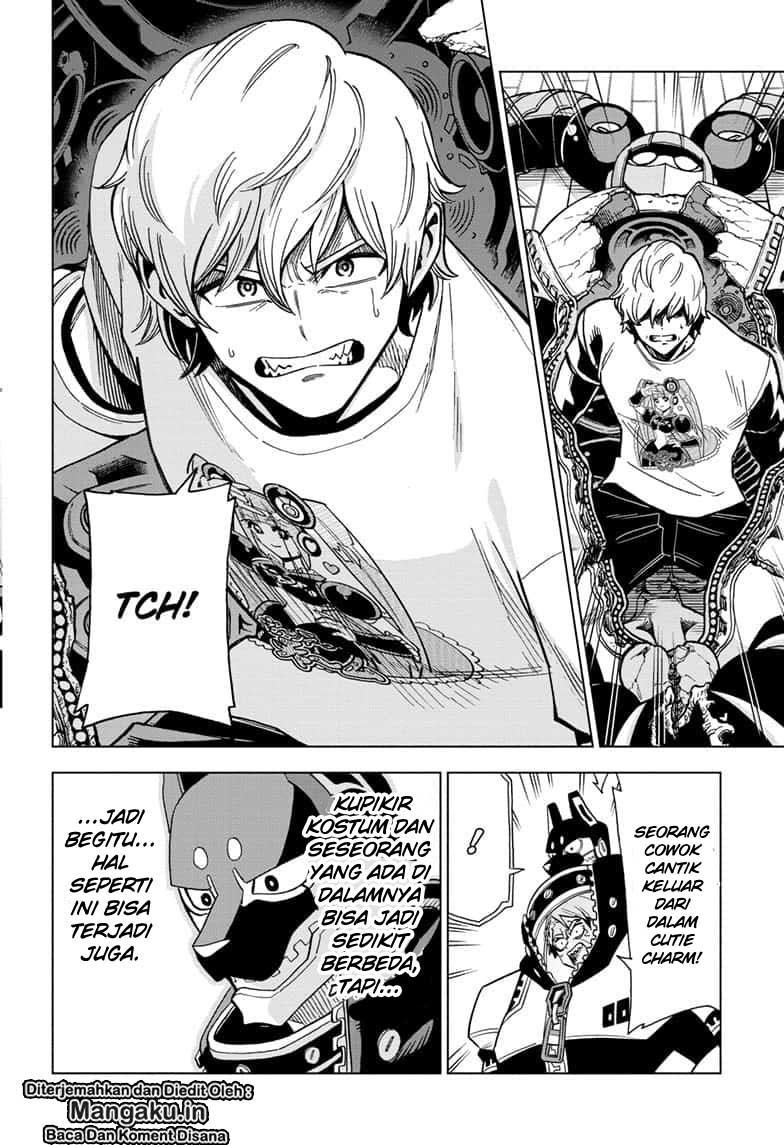 TCH!
SEORANG
COWOK
CANTIK
KELUAR
DARI
DALAM
CUTIE
CHARM!
!
KUPIKIR
KOSTUM DAN
SESEORANG
YANG ADA DI
DALAMNYA
BISA JADI
SEDIKIT
BERBEDA,
TAPI...
...JADI
BEGITU...
HAL
SEPERTI
INI BISA
TERJADI
JUGA.
Diterjemahkan dan Diedit Oleh :
Mangaku.in
Baca Dan Koment Disana